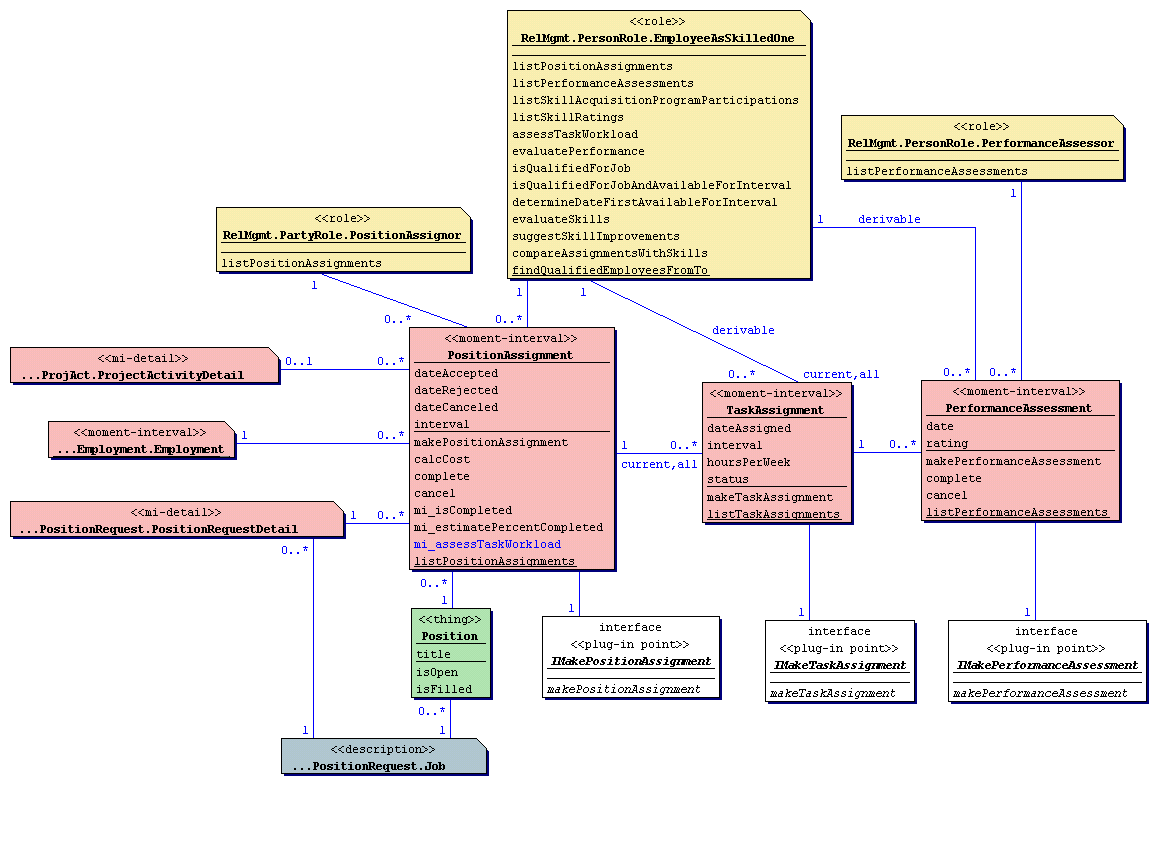 <<role>>
RelMgmt.PersonRole.EmployeeAsSkilledOne
listPositionAssignments
listPerformanceAssessments
listSkillAcquisitionProgramParticipations
listSkillRatings
assessTaskWorkload
evaluatePerformance
isQualifiedForJob
isQualifiedForJobAndAvailableForInterval
determineDateFirstAvailableForInterval
evaluateSkills
suggestSkillImprovements
compareAssignmentsWithSkills
findQualifiedEmployeesFromTo
<<role>>
RelMgmt.PersonRole.PerformanceAssessor
listPerformanceAssessments
1
1 derivable
<<role>>
RelMgmt.PartyRole.PositionAssignor
listPositionAssignments
1
0..*
1
0..*
1
derivable
0..*
current,all
0..*
0..*
<<mi-detail>>
...ProjAct.ProjectActivityDetail
0..1
0..*
<<moment-interval>>
...Employment.Employment
1
0..*
<<mi-detail>>
...PositionRequest.PositionRequestDetail
1
0..*
0..*
<<moment-interval>>
PositionAssignment
dateAccepted
dateRejected
dateCanceled
interval
makePositionAssignment
calcCost
complete
cancel
mi_isCompleted
mi_estimatePercentCompleted
mi_assessTaskWorkload
listPositionAssignments
1
0..*
current,all
<<moment-interval>>
TaskAssignment
dateAssigned
interval
hoursPerWeek
status
makeTaskAssignment
listTaskAssignments
1
0..*
<<moment-interval>>
PerformanceAssessment
date
rating
makePerformanceAssessment
complete
cancel
listPerformanceAssessments
0..*
1
<<thing>>
Position
title
isOpen
isFilled
0..*
1
1
<<description>>
...PositionRequest.Job
1
interface
<<plug-in point>>
IMakePositionAssignment
makePositionAssignment
1
interface
<<plug-in point>>
IMakeTaskAssignment
makeTaskAssignment
1
interface
<<plug-in point>>
IMakePerformanceAssessment
makePerformanceAssessment